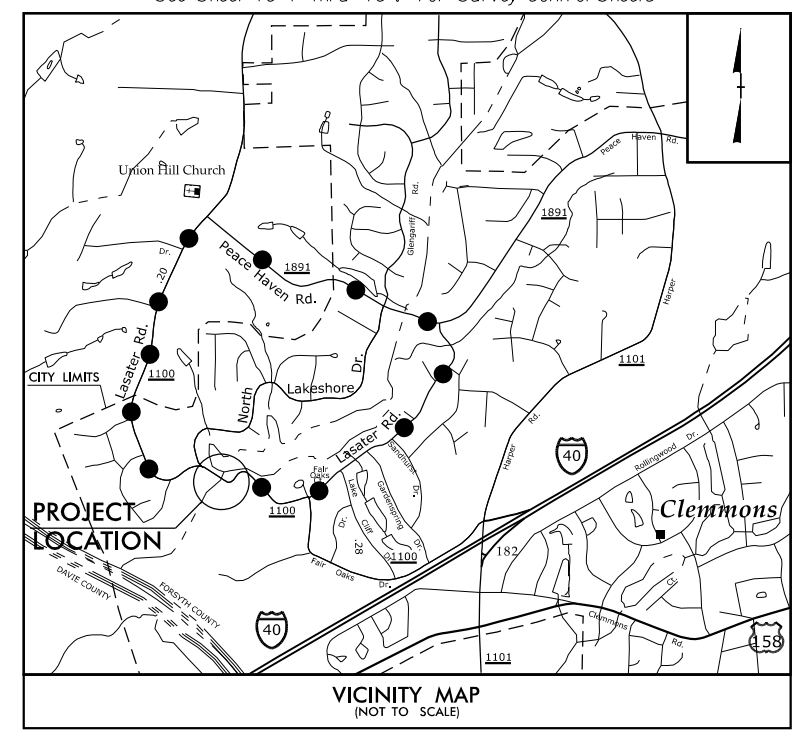 Union Hill Church
Peace Haven Rd.
Glengariff Rd.
1891
Dr.
.20
Peace Haven Rd.
1891
Harper
Lasater Rd.
1100
CITY LIMITS
North Lakeshore Dr.
1101
Lasater Rd.
Harper Rd.
40
Rollingwood Dr.
Sandhurst Dr.
Fair Oaks
Lake Cliff Dr.
Gardenspring Dr.
Clemmons
PROJECT
LOCATION
1100
.28
1100
182
Fair Oaks Dr.
DAVIE COUNTY
FORSYTH COUNTY
Ct.
Clemmons Rd.
40
158
1101
VICINITY MAP
(NOT TO SCALE)